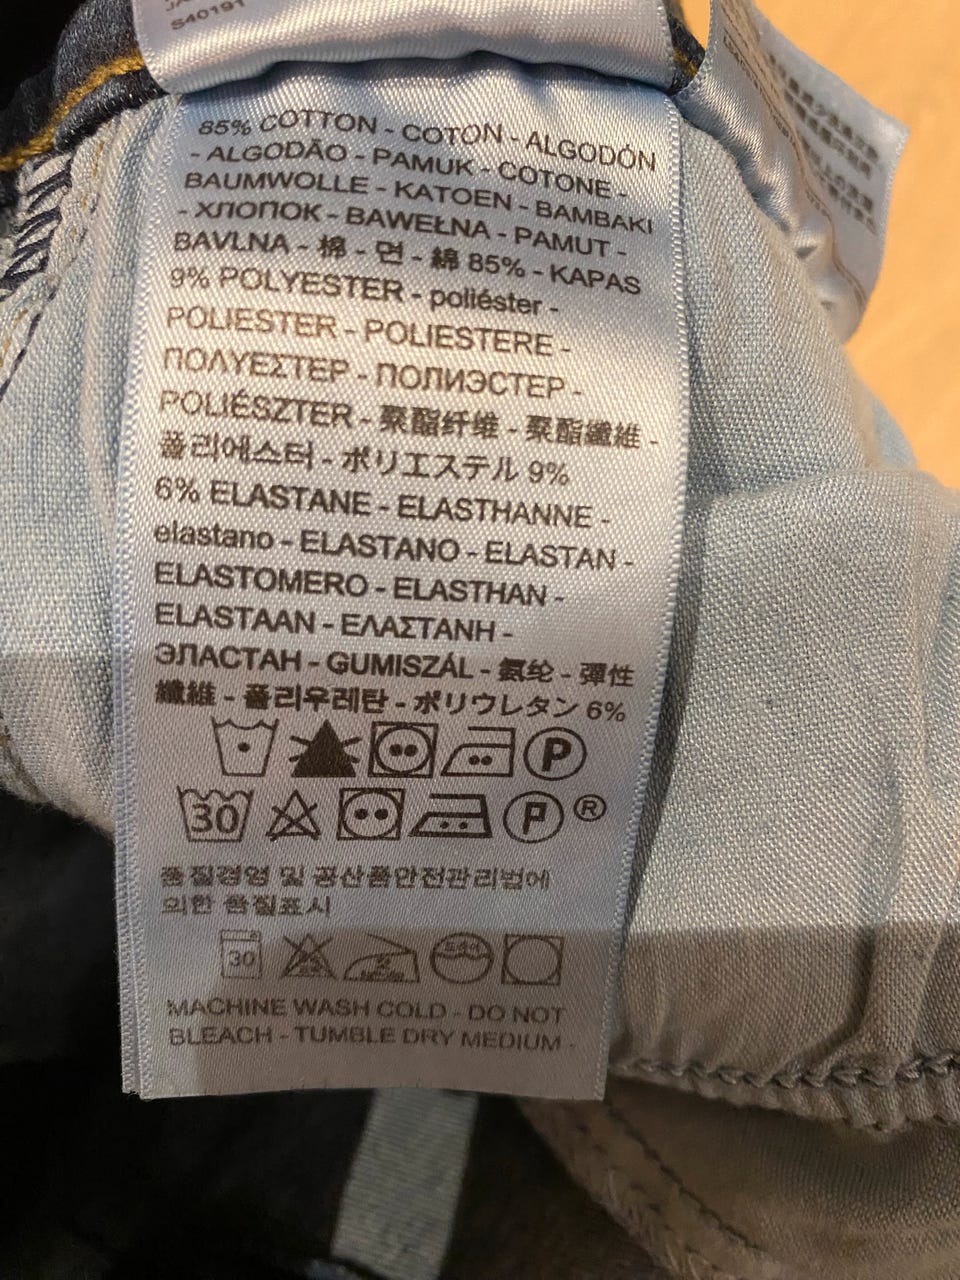 S40191
85% COTTON - COTON - ALGODÓN
- ALGODÃO - PAMUK - COTONE -
BAUMWOLLE - KATOEN - BAMBAKI
- ХЛОПОК - BAWEŁNA - PAMUT -
BAVLNA - 棉 - 면 - 綿 85% - KAPAS
9% POLYESTER - poliéster -
POLIESTER - POLIESTERE -
ΠΟΛΥΕΣΤΕΡ - ПОЛИЭСТЕР -
POLIÉSZTER - 聚酯纤维 - 聚酯纖維 -
폴리에스터 - ポリエステル 9%
6% ELASTANE - ELASTHANNE -
elastano - ELASTANO - ELASTAN -
ELASTOMERO - ELASTHAN -
ELASTAAN - ΕΛΑΣΤΑΝΗ -
ЭЛАСТАН - GUMISZÁL - 氨纶 - 彈性
纖維 - 폴리우레탄 - ポリウレタン 6%
P
30 P ®
품질경영 및 공산품안전관리법에
의한 품질표시
30 드라이
MACHINE WASH COLD - DO NOT
BLEACH - TUMBLE DRY MEDIUM -